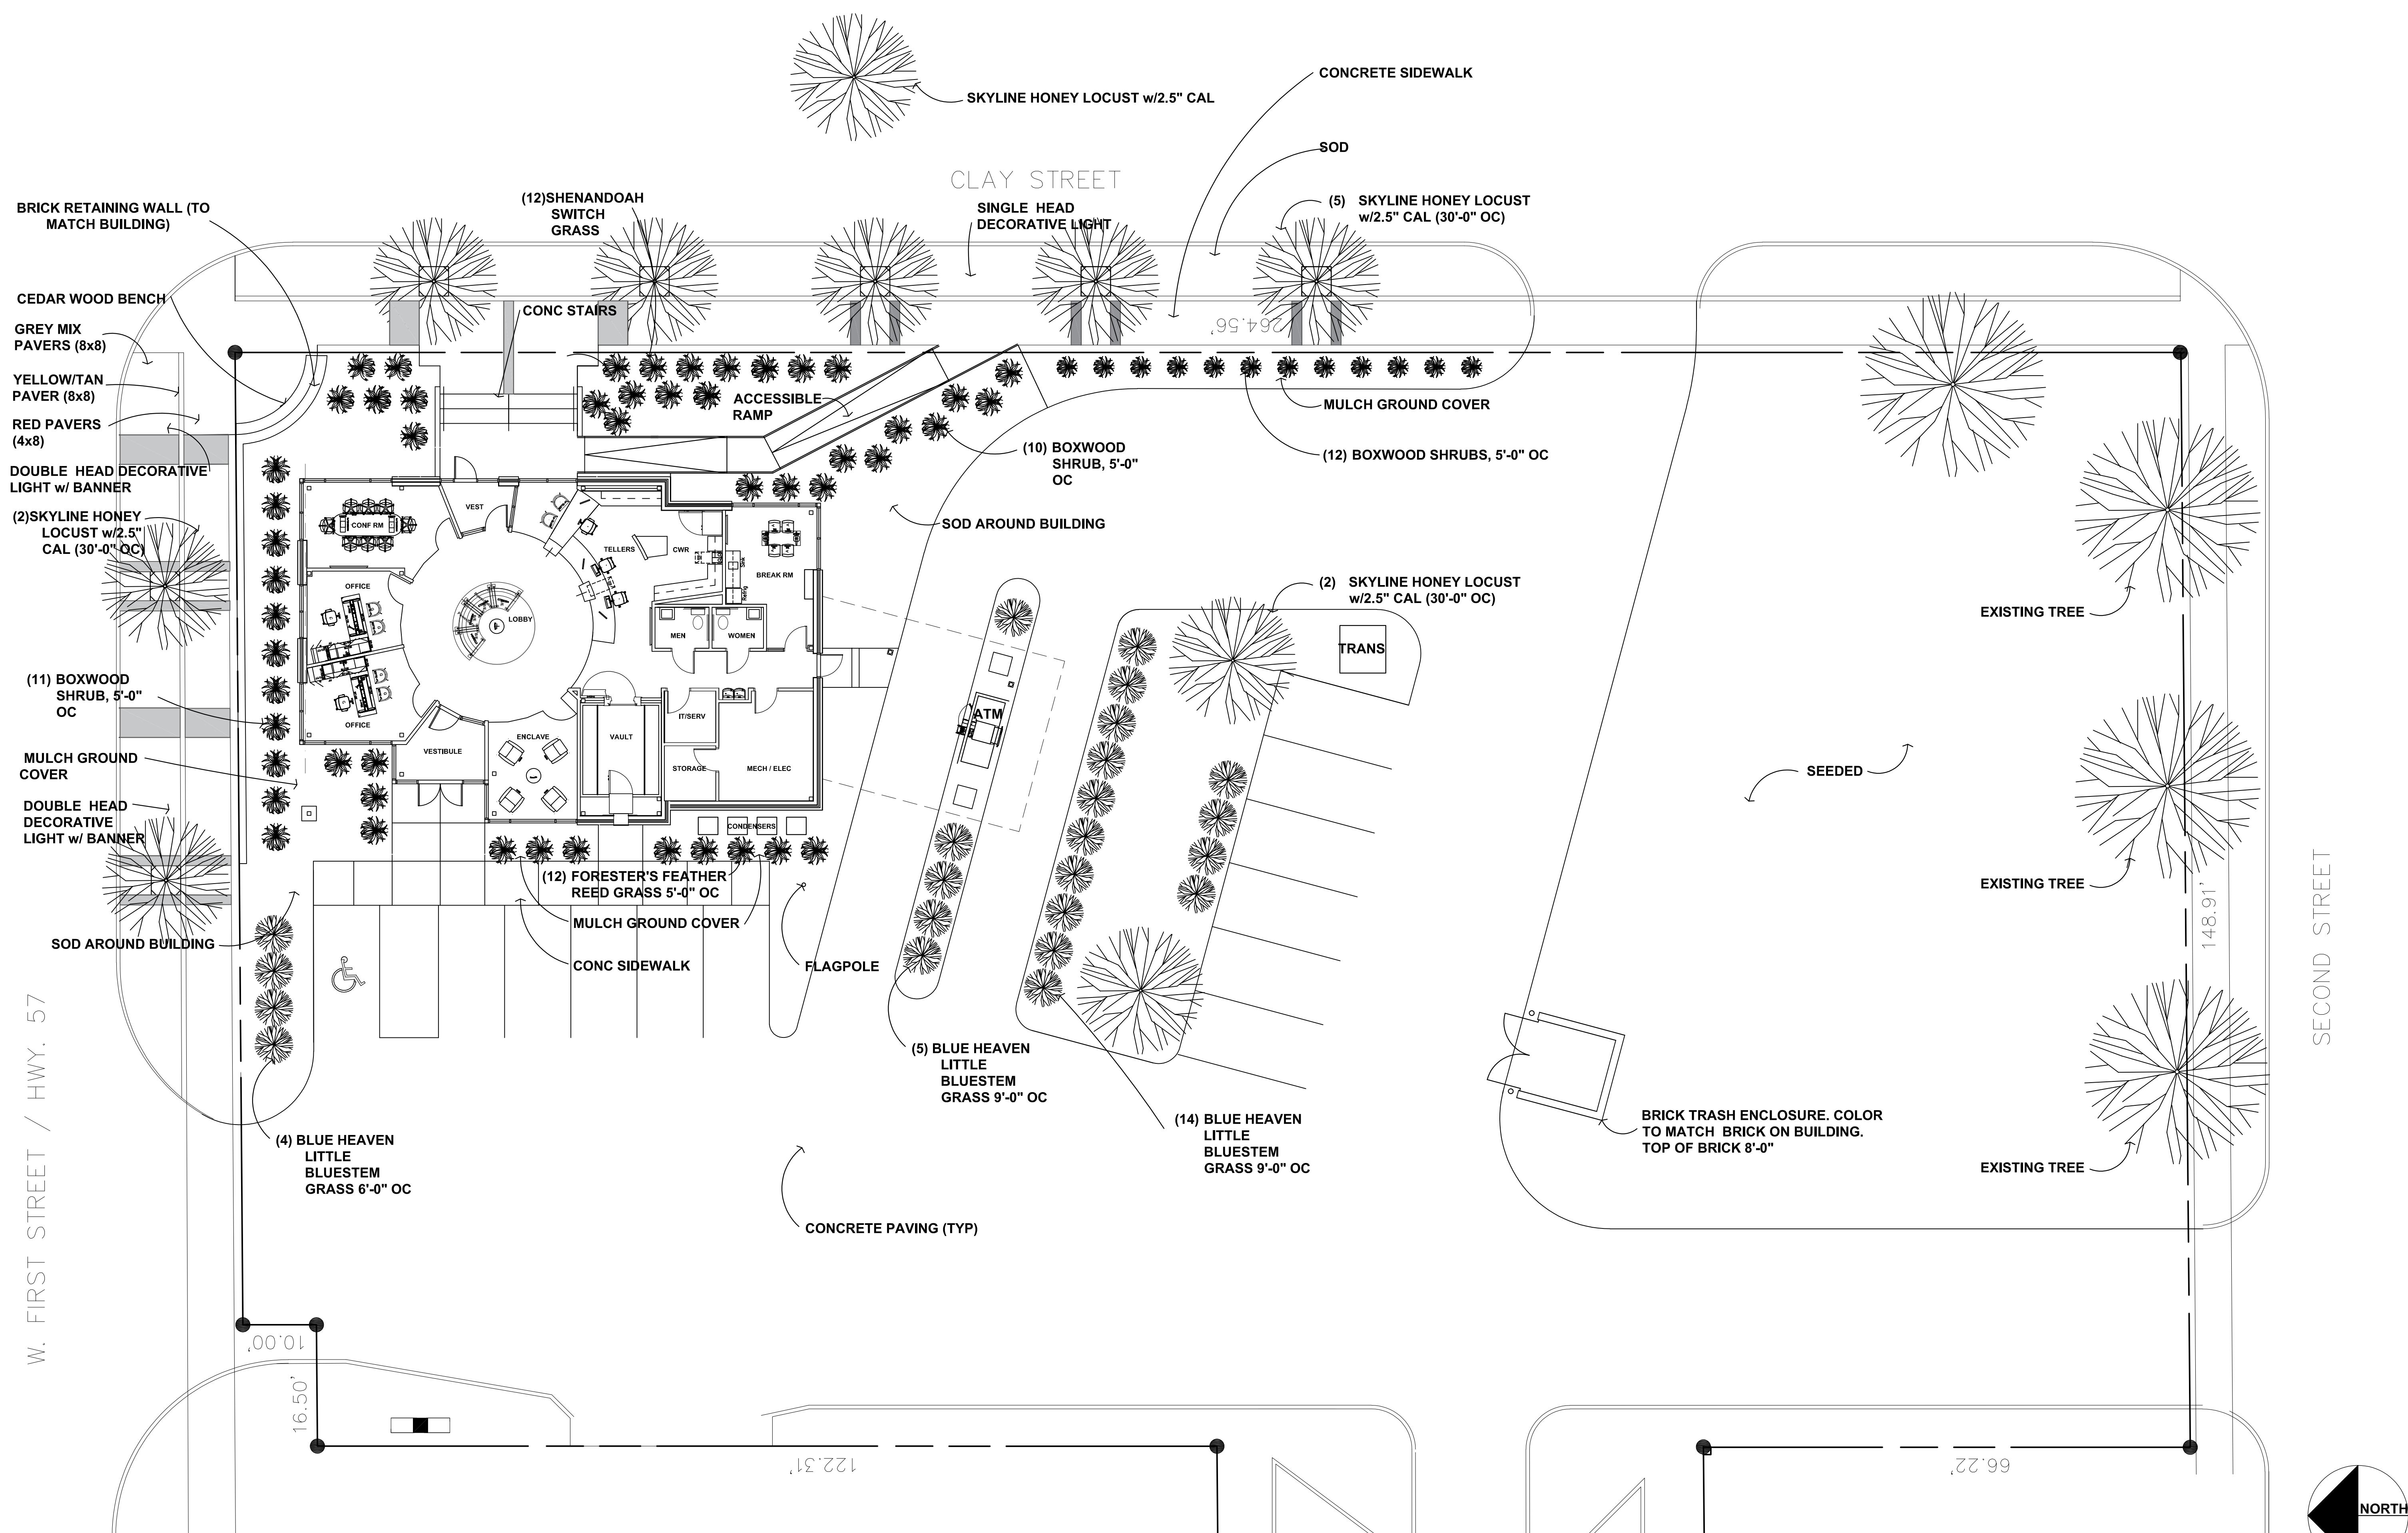 CONCRETE SIDEWALK
SKYLINE HONEY LOCUST w/2.5" CAL
SOD
CLAY STREET
BRICK RETAINING WALL (TO
MATCH BUILDING)
(12)SHENANDOAH
SWITCH
GRASS
SINGLE HEAD
DECORATIVE LIGHT
(5) SKYLINE HONEY LOCUST
w/2.5" CAL (30'-0" OC)
CEDAR WOOD BENCH
CONC STAIRS
264.56'
GREY MIX
PAVERS (8x8)
YELLOW/TAN
PAVER (8x8)
RED PAVERS
(4x8)
DOUBLE HEAD DECORATIVE
LIGHT w/ BANNER
(2)SKYLINE HONEY
LOCUST w/2.5"
CAL (30'-0" OC)
ACCESSIBLE
RAMP
MULCH GROUND COVER
(10) BOXWOOD
SHRUB, 5'-0"
OC
(12) BOXWOOD SHRUBS, 5'-0" OC
SOD AROUND BUILDING
CONF RM
VEST
TELLERS
CWR
Sink
Refrig
BREAK RM
OFFICE
LOBBY
MEN
WOMEN
OFFICE
VESTIBULE
ENCLAVE
VAULT
IT/SERV
STORAGE
MECH / ELEC
CONDENSERS
ATM
(2) SKYLINE HONEY LOCUST
w/2.5" CAL (30'-0" OC)
TRANS
EXISTING TREE
(11) BOXWOOD
SHRUB, 5'-0"
OC
MULCH GROUND
COVER
DOUBLE HEAD
DECORATIVE
LIGHT w/ BANNER
SEEDED
EXISTING TREE
148.91'
SECOND STREET
(12) FORESTER'S FEATHER
REED GRASS 5'-0" OC
MULCH GROUND COVER
SOD AROUND BUILDING
CONC SIDEWALK
FLAGPOLE
W. FIRST STREET / HWY. 57
(5) BLUE HEAVEN
LITTLE
BLUESTEM
GRASS 9'-0" OC
(14) BLUE HEAVEN
LITTLE
BLUESTEM
GRASS 9'-0" OC
BRICK TRASH ENCLOSURE. COLOR
TO MATCH BRICK ON BUILDING.
TOP OF BRICK 8'-0"
EXISTING TREE
(4) BLUE HEAVEN
LITTLE
BLUESTEM
GRASS 6'-0" OC
CONCRETE PAVING (TYP)
10.00'
16.50'
122.31'
66.22'
NORTH